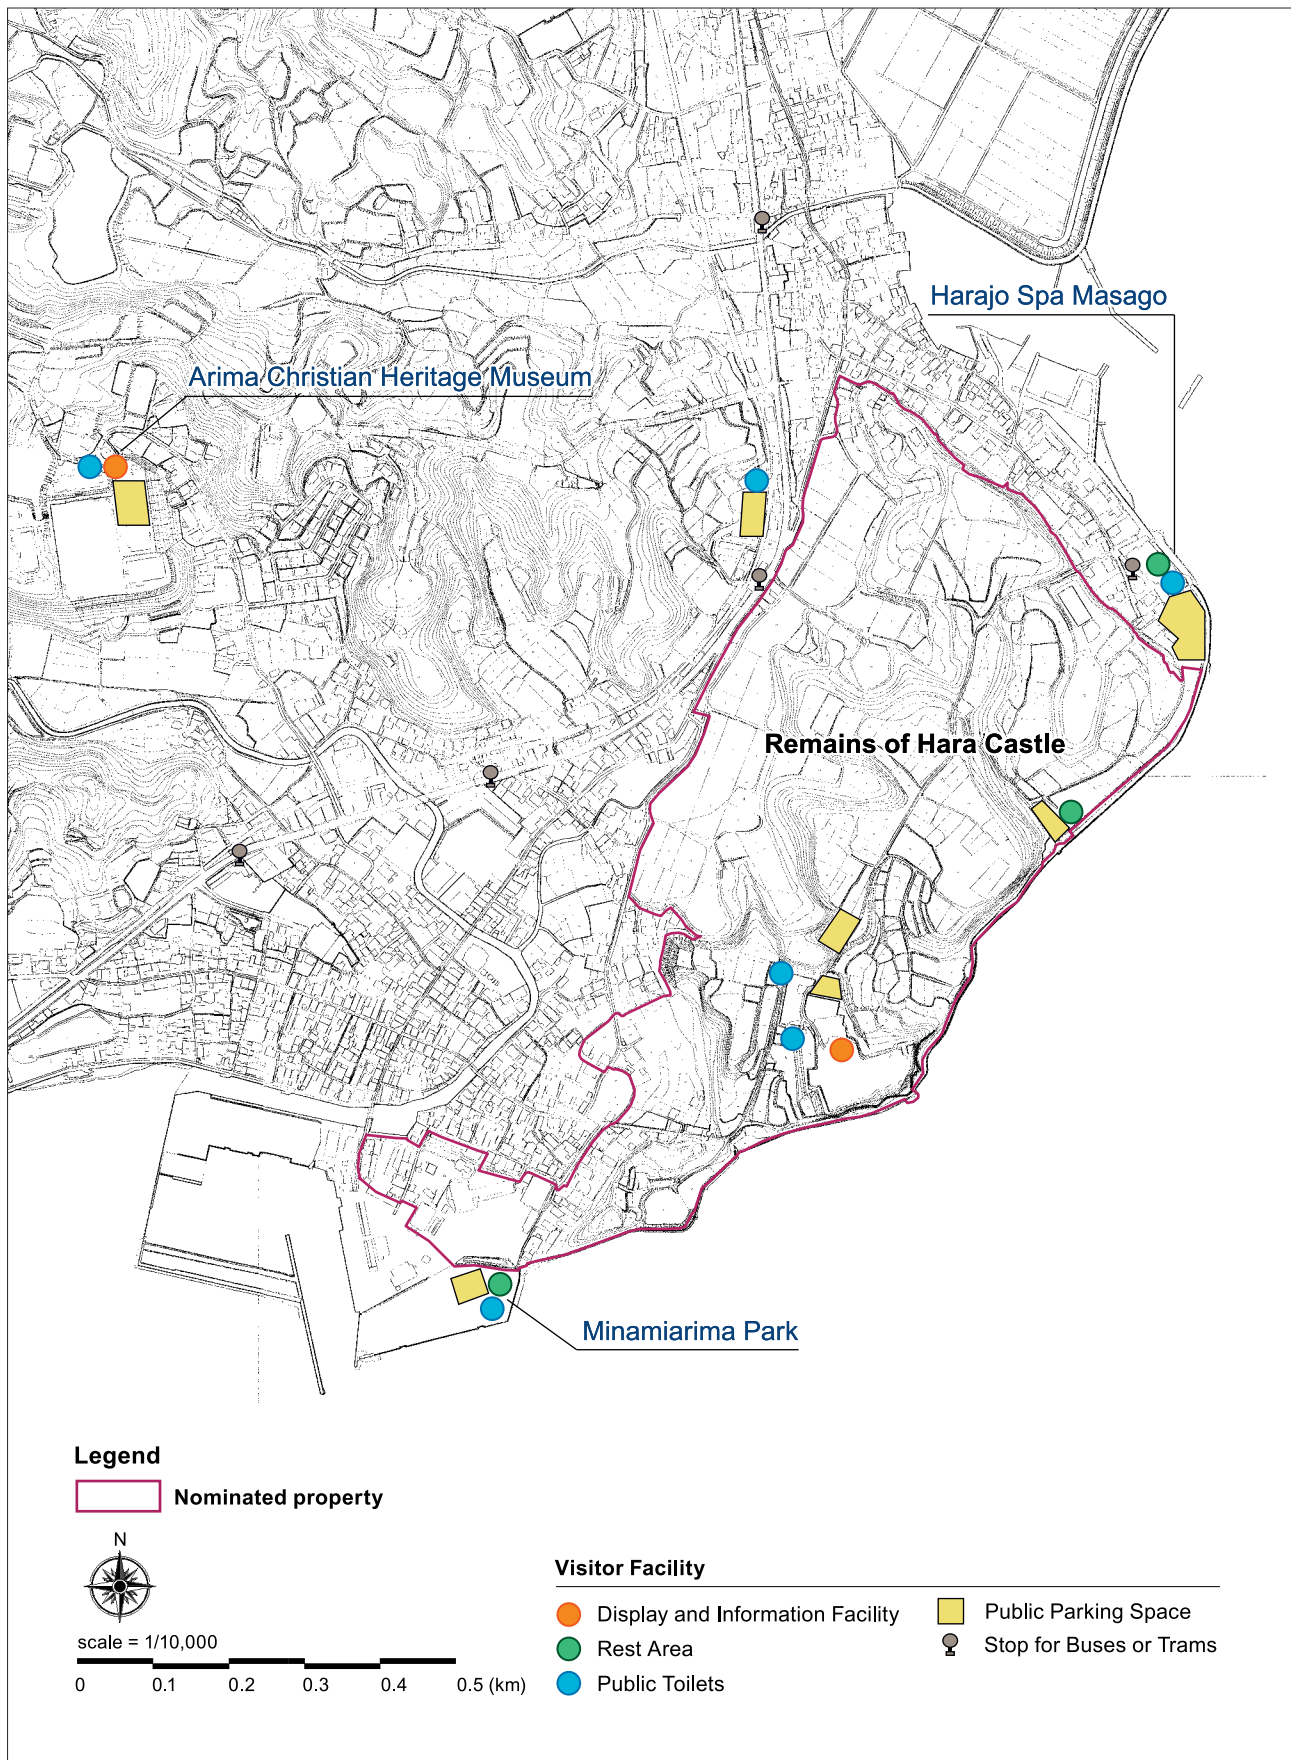 Harajo Spa Masago
Arima Christian Heritage Museum
Remains of Hara Castle
Minamiarima Park
Legend
Nominated property
N
scale = 1/10,000
0 0.1 0.2 0.3 0.4 0.5 (km)
Visitor Facility
Display and Information Facility
Rest Area
Public Toilets
Public Parking Space
Stop for Buses or Trams